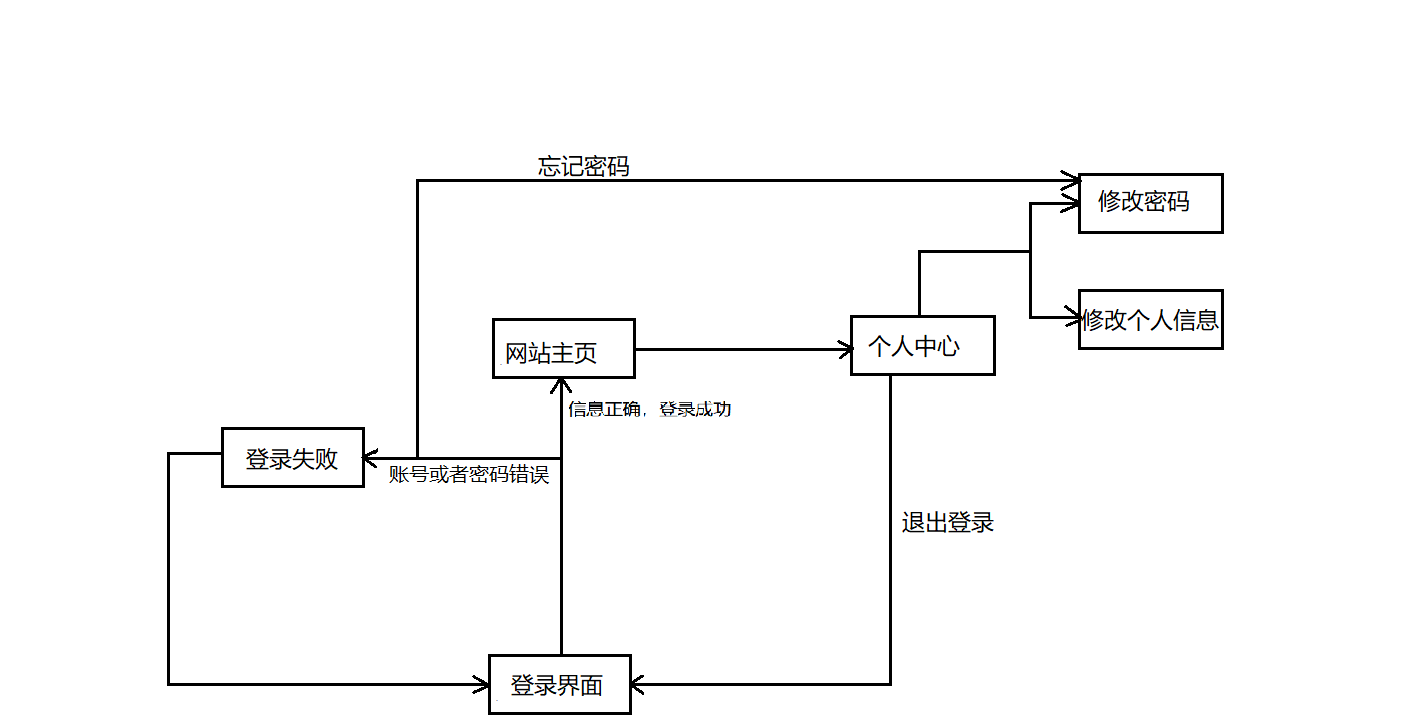 忘记密码
修改密码
修改个人信息
网站主页
个人中心
信息正确，登录成功
登录失败
账号或者密码错误
退出登录
登录界面